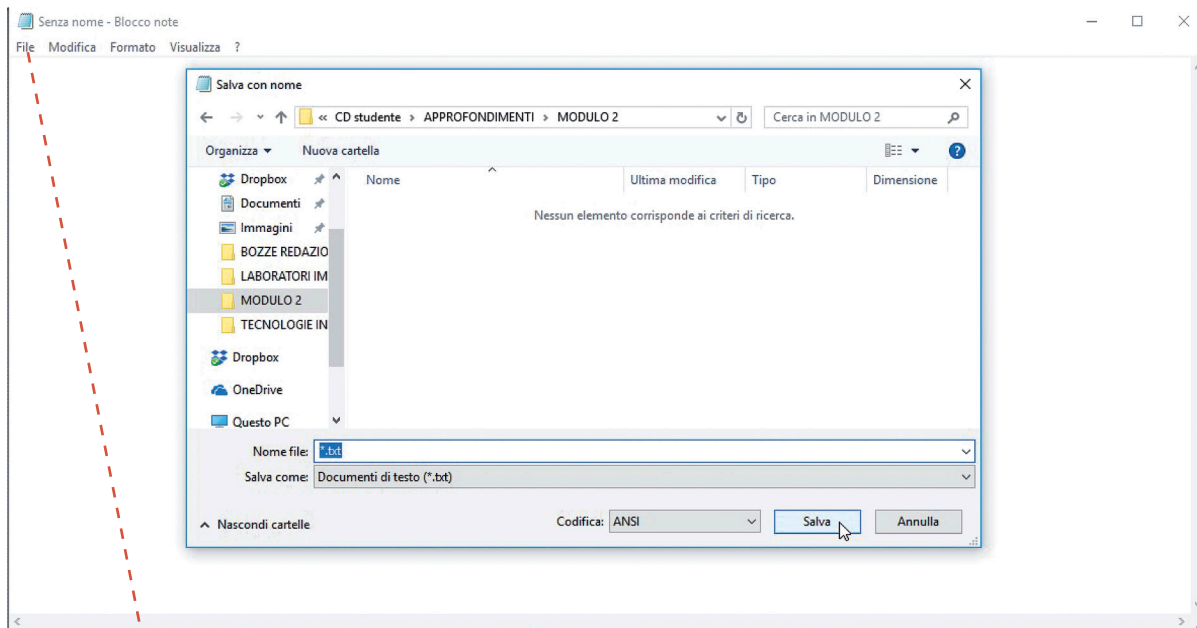 Senza nome - Blocco note
File Modifica Formato Visualizza ?
Salva con nome
« CD studente › APPROFONDIMENTI › MODULO 2
Cerca in MODULO 2
Organizza Nuova cartella
Nome Ultima modifica Tipo Dimensione
Nessun elemento corrisponde ai criteri di ricerca.
Dropbox
Documenti
Immagini
BOZZE REDAZIO
LABORATORI IM
MODULO 2
TECNOLOGIE IN
Dropbox
OneDrive
Questo PC
Nome file: *.txt
Salva come: Documenti di testo (*.txt)
Nascondi cartelle
Codifica: ANSI
Salva
Annulla